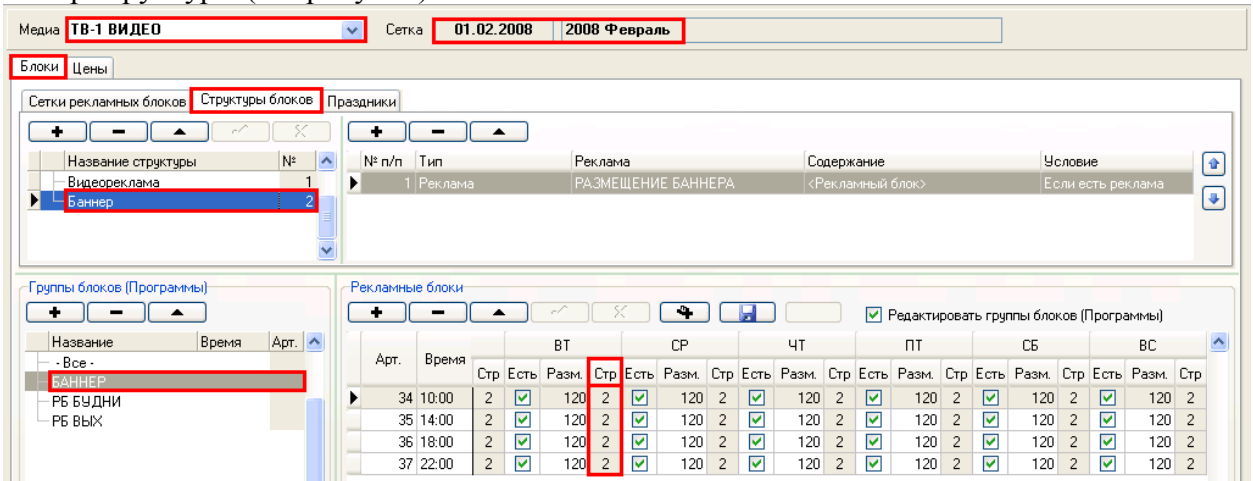 Медиа ТВ-1 ВИДЕО Сетка 01.02.2008 2008 Февраль
Блоки Цены
Сетки рекламных блоков Структуры блоков Праздники
Название структуры № № п/п Тип Реклама Содержание Условие
Видеореклама 1 1 Реклама РАЗМЕЩЕНИЕ БАННЕРА <Рекламный блок> Если есть реклама
Баннер 2
Группы блоков (Программы) Рекламные блоки
Редактировать группы блоков (Программы)
Название Время Арт. Арт. Время ВТ СР ЧТ ПТ СБ ВС
Стр Есть Разм. Стр Есть Разм. Стр Есть Разм. Стр Есть Разм. Стр Есть Разм. Стр Есть Разм. Стр
- Все -
БАННЕР 34 10:00 2 120 2 120 2 120 2 120 2 120 2 120 2
РБ БУДНИ 35 14:00 2 120 2 120 2 120 2 120 2 120 2 120 2
РБ ВЫХ 36 18:00 2 120 2 120 2 120 2 120 2 120 2 120 2
37 22:00 2 120 2 120 2 120 2 120 2 120 2 120 2